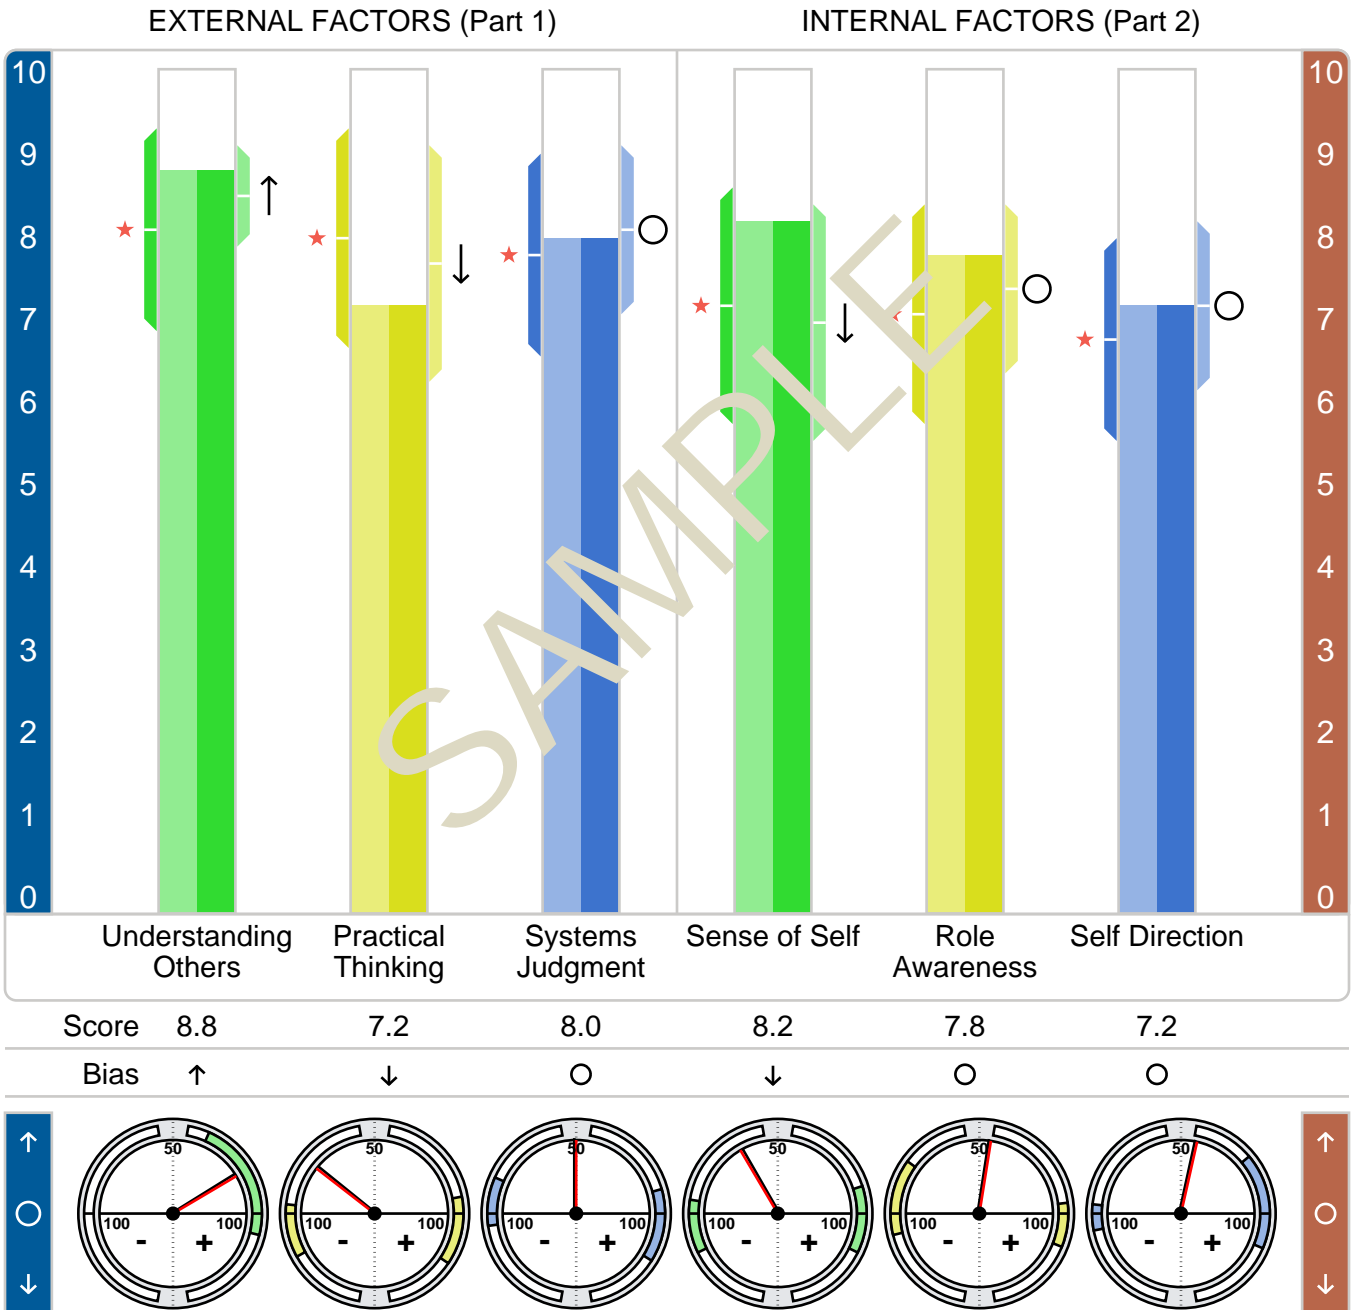 EXTERNAL FACTORS (Part 1)
INTERNAL FACTORS (Part 2)
10 10
9 9
8 8
7 7
6 6
5 5
4 4
3 3
2 2
1 1
0 0
SAMPLE
Understanding Others
Practical Thinking
Systems Judgment
Sense of Self
Role Awareness
Self Direction
Score 8.8 7.2 8.0 8.2 7.8 7.2
Bias ↑ ↓ O ↓ O O
↑ 50 50 50 50 50 50 ↑
O 100 100 100 100 100 100 100 100 100 100 100 100 O
- + - + - + - + - + - +
↓ ↓